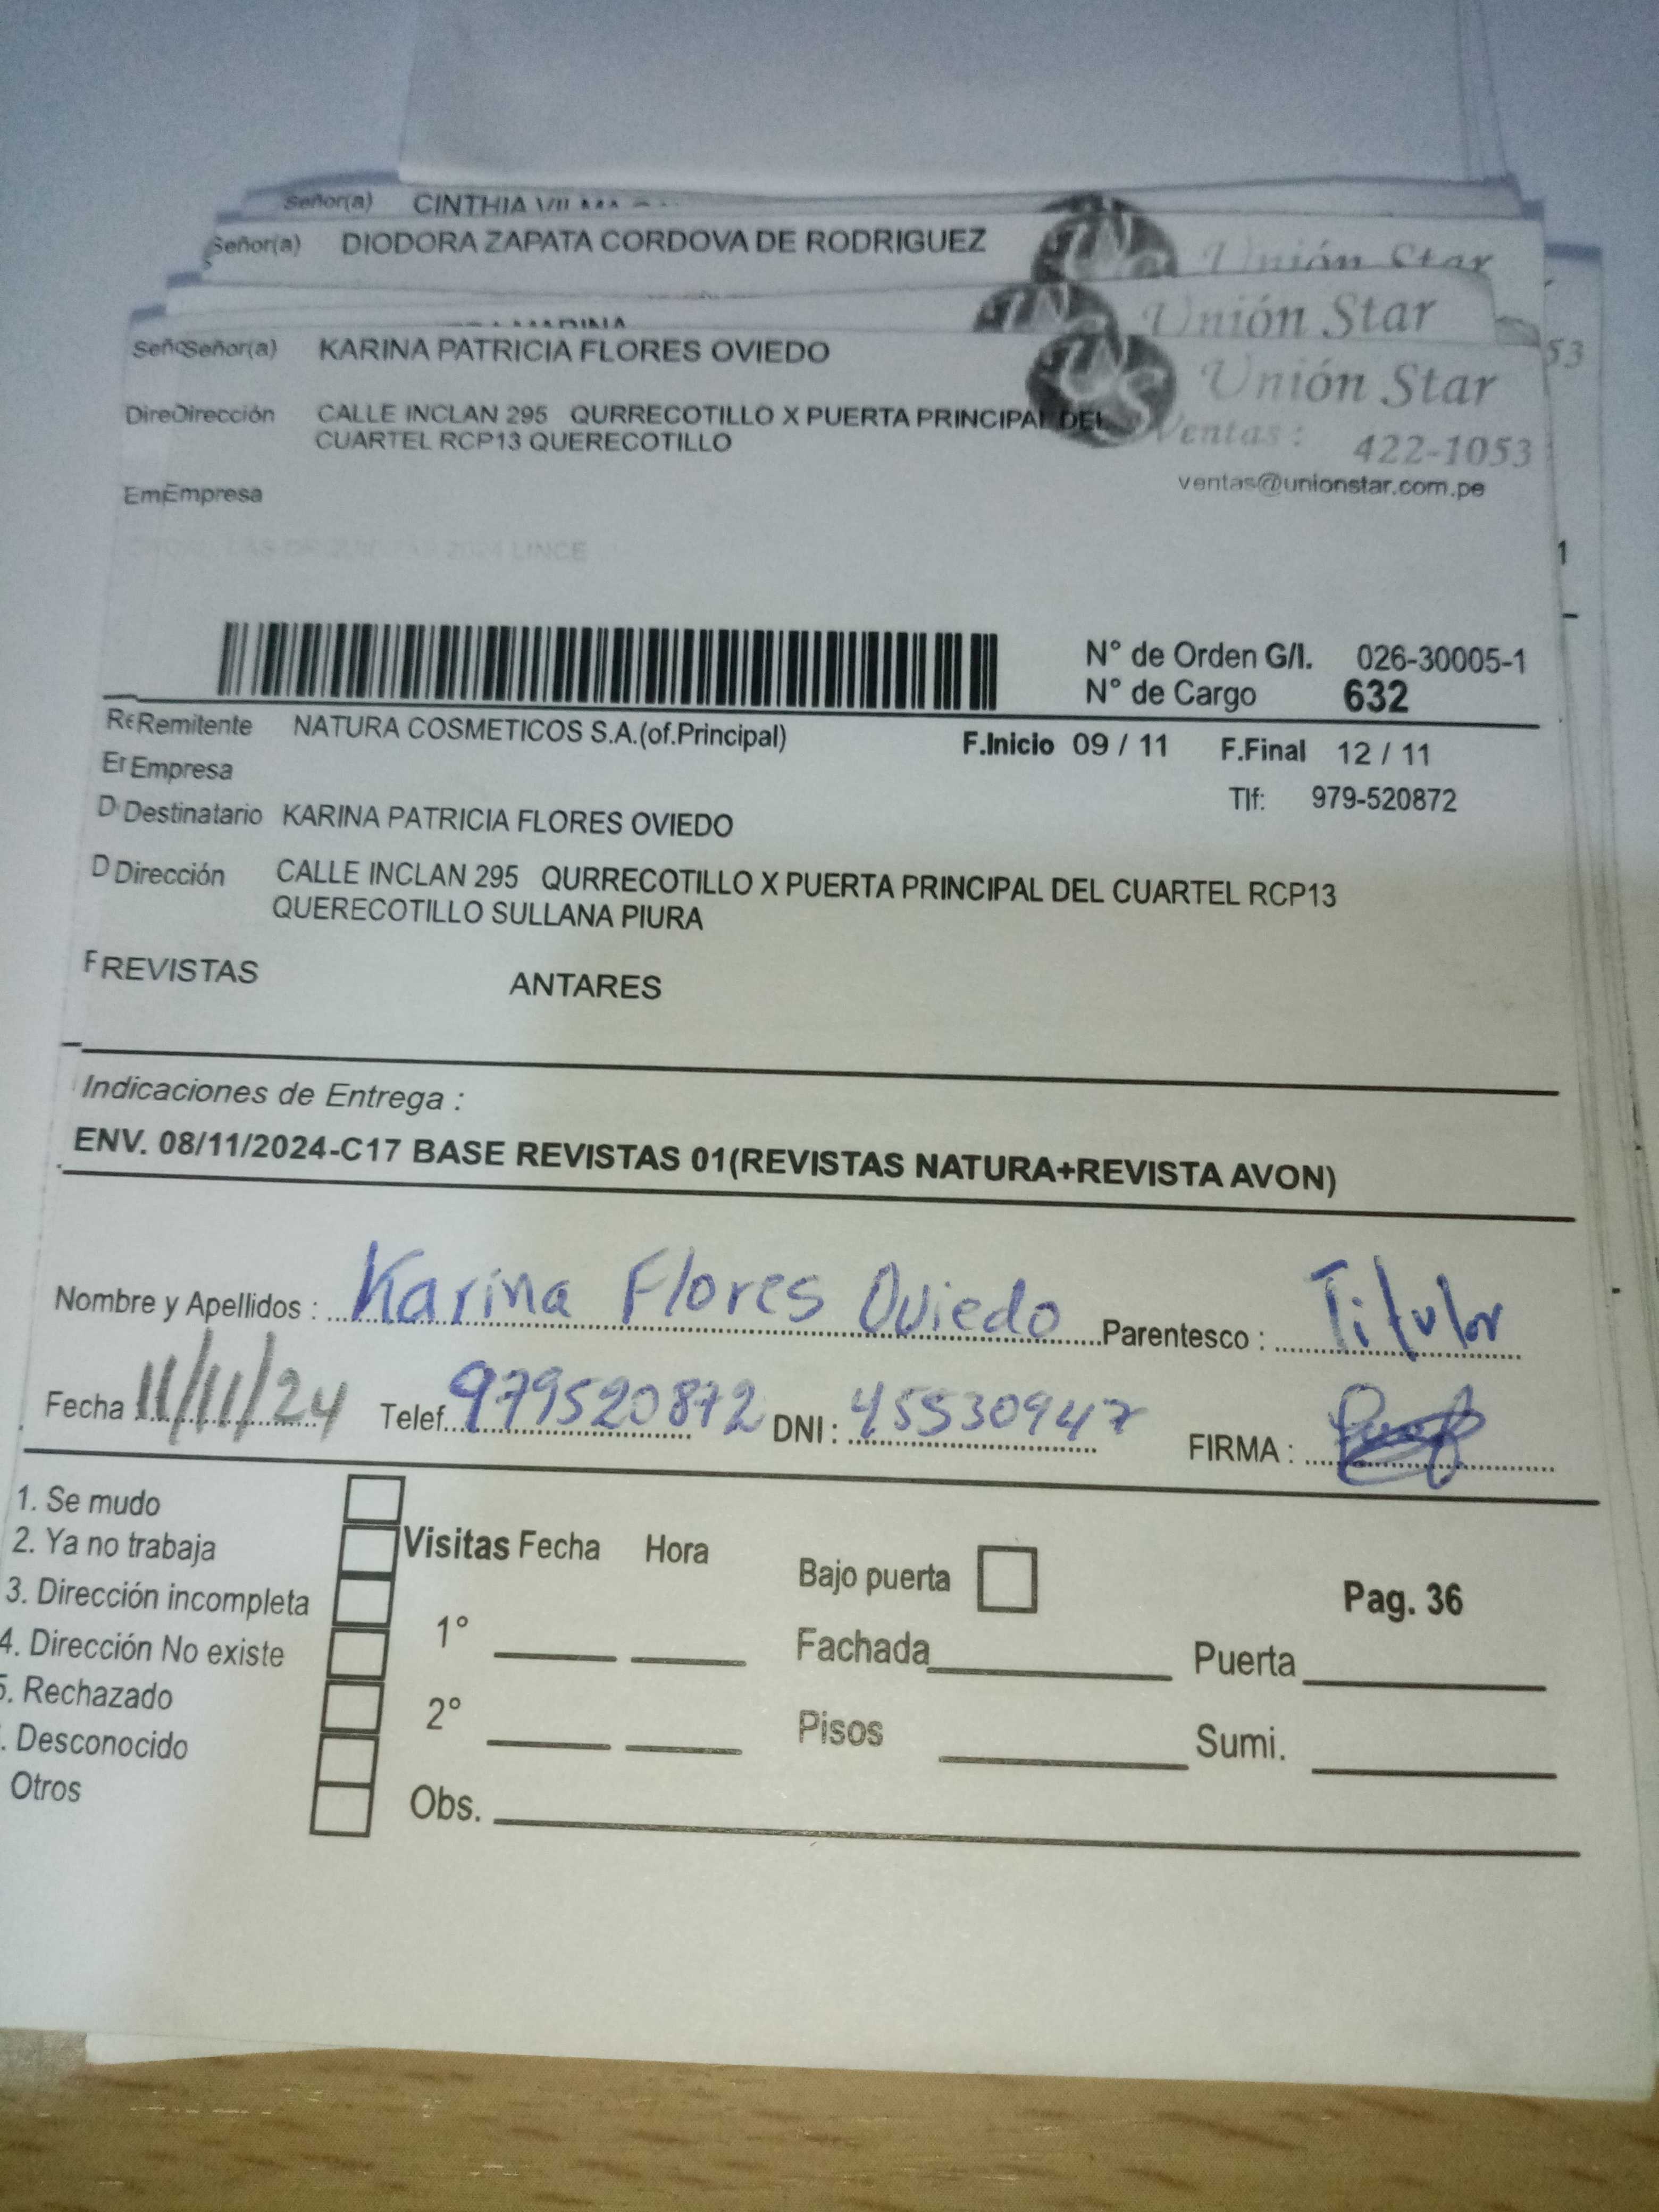 Señor(a) CINTHIA
Señor(a) DIODORA ZAPATA CORDOVA DE RODRIGUEZ
Unión Star
MARINA
Unión Star
Señor(a) KARINA PATRICIA FLORES OVIEDO
Unión Star
53
Dirección CALLE INCLAN 295 QURRECOTILLO X PUERTA PRINCIPAL DEL
CUARTEL RCP13 QUERECOTILLO
Ventas: 422-1053
ventas@unionstar.com.pe
Empresa
LINCE
1
N° de Orden G/I. 026-30005-1
N° de Cargo 632
Remitente NATURA COSMETICOS S.A.(of.Principal)
F.Inicio 09 / 11 F.Final 12 / 11
Empresa
Tlf: 979-520872
Destinatario KARINA PATRICIA FLORES OVIEDO
Dirección CALLE INCLAN 295 QURRECOTILLO X PUERTA PRINCIPAL DEL CUARTEL RCP13
QUERECOTILLO SULLANA PIURA
REVISTAS ANTARES
Indicaciones de Entrega :
ENV. 08/11/2024-C17 BASE REVISTAS 01(REVISTAS NATURA+REVISTA AVON)
Nombre y Apellidos : Karina Flores Oviedo Parentesco : Titular
Fecha 11/11/24 Telef. 979520872 DNI : 45530947 FIRMA :
1. Se mudo
2. Ya no trabaja
3. Dirección incompleta
4. Dirección No existe
5. Rechazado
. Desconocido
Otros
Visitas Fecha Hora
1°
2°
Obs.
Bajo puerta
Pag. 36
Fachada Puerta
Pisos Sumi.